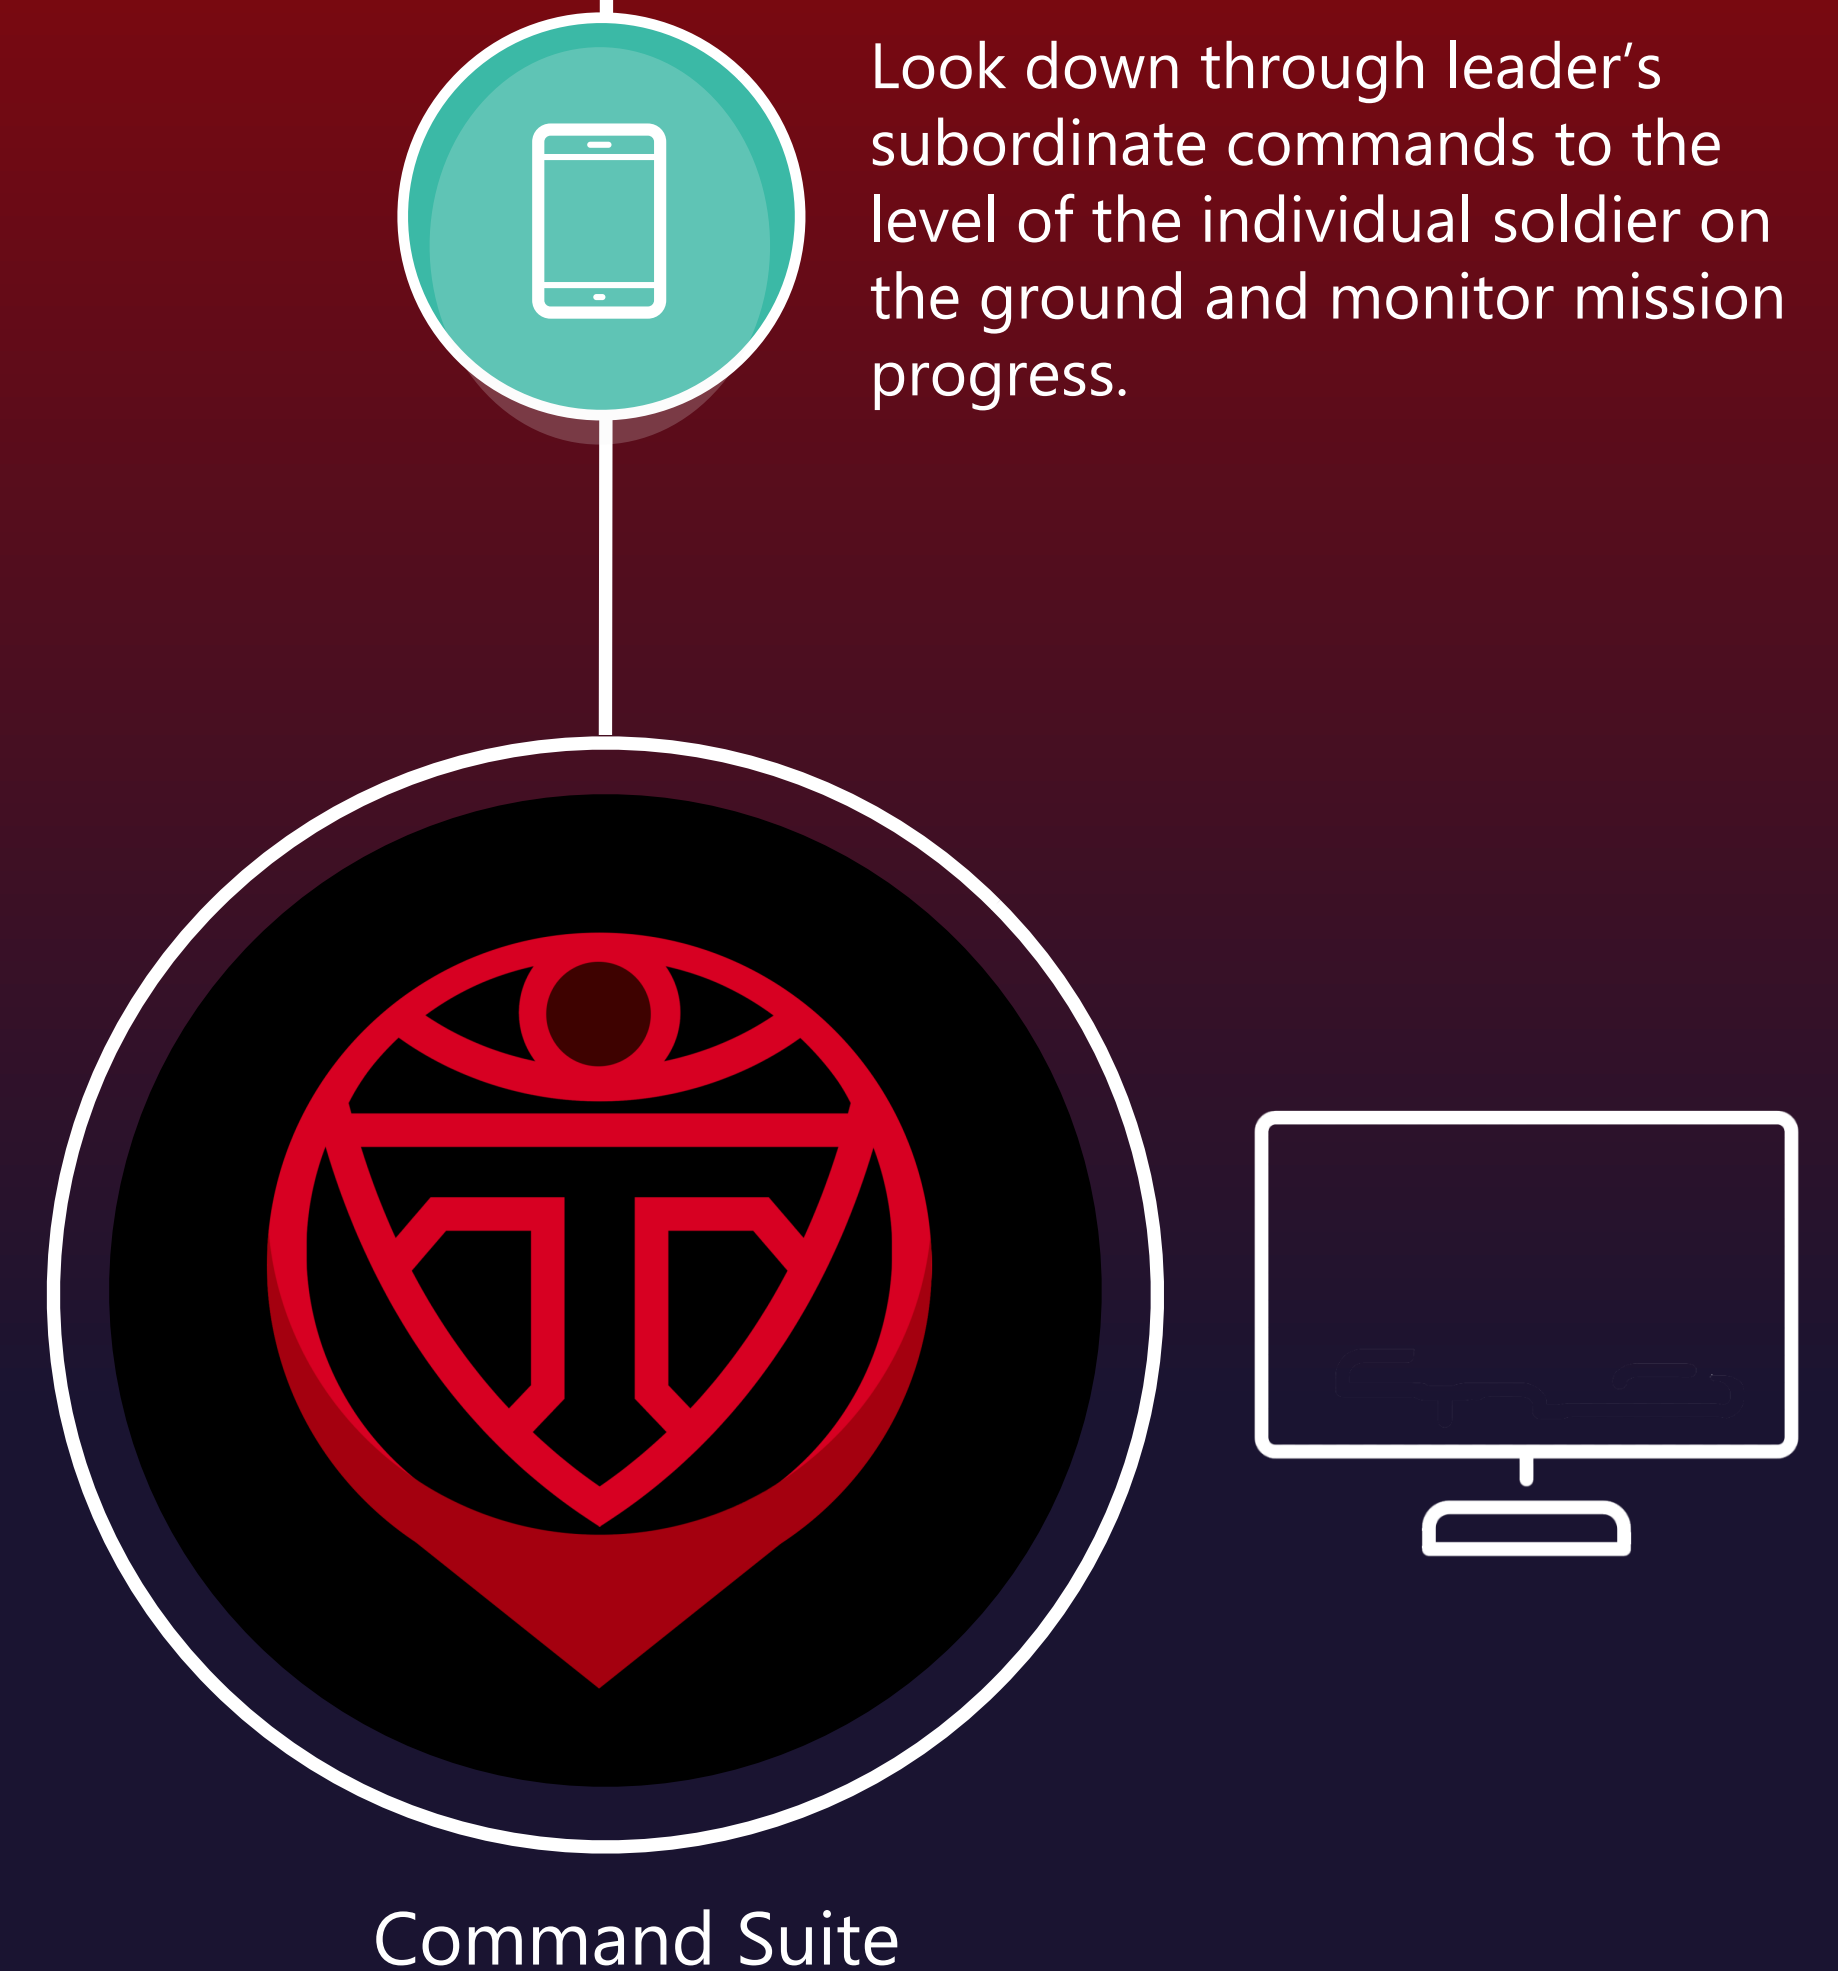 Look down through leader’s
subordinate commands to the
level of the individual soldier on
the ground and monitor mission
progress.
Command Suite